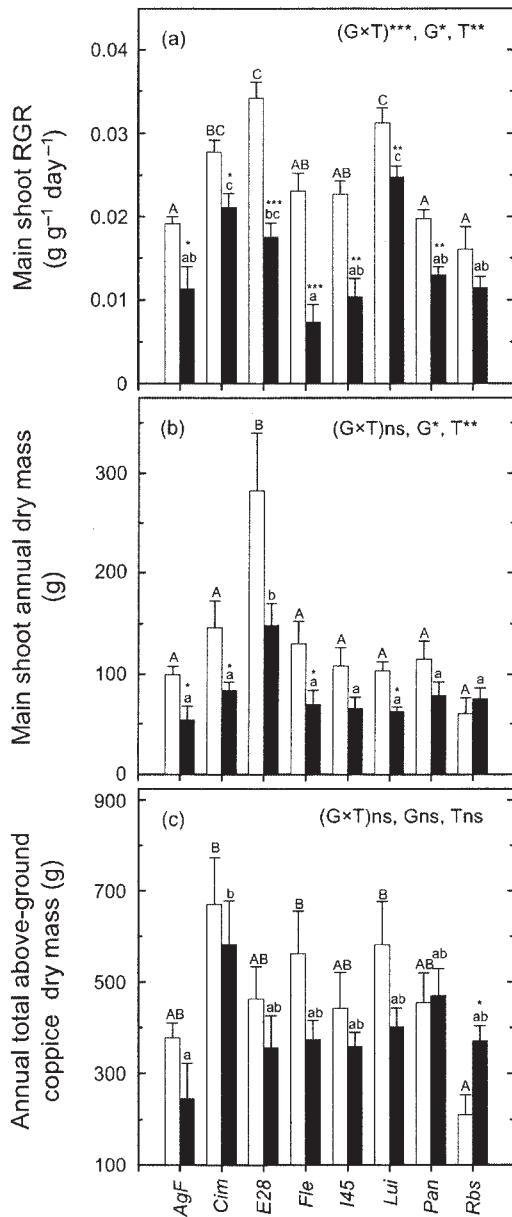 (a)
(G×T)***, G*, T**
Main shoot RGR
(g g⁻¹ day⁻¹)
0.04
0.03
0.02
0.01
0
A BC C AB AB C A A
* ab
* c
*** bc
*** a
** ab
** c
** ab
ab
(b)
(G×T)ns, G*, T**
Main shoot annual dry mass
(g)
300
200
100
0
A A B A A A A A
* a
* a
b
* a
a
* a
a
a
(c)
(G×T)ns, Gns, Tns
Annual total above-ground
coppice dry mass (g)
900
700
500
300
100
AB B AB B AB B AB A
a b ab ab ab ab ab
* ab
AgF Cim E28 Fle I45 Lui Pan Rbs